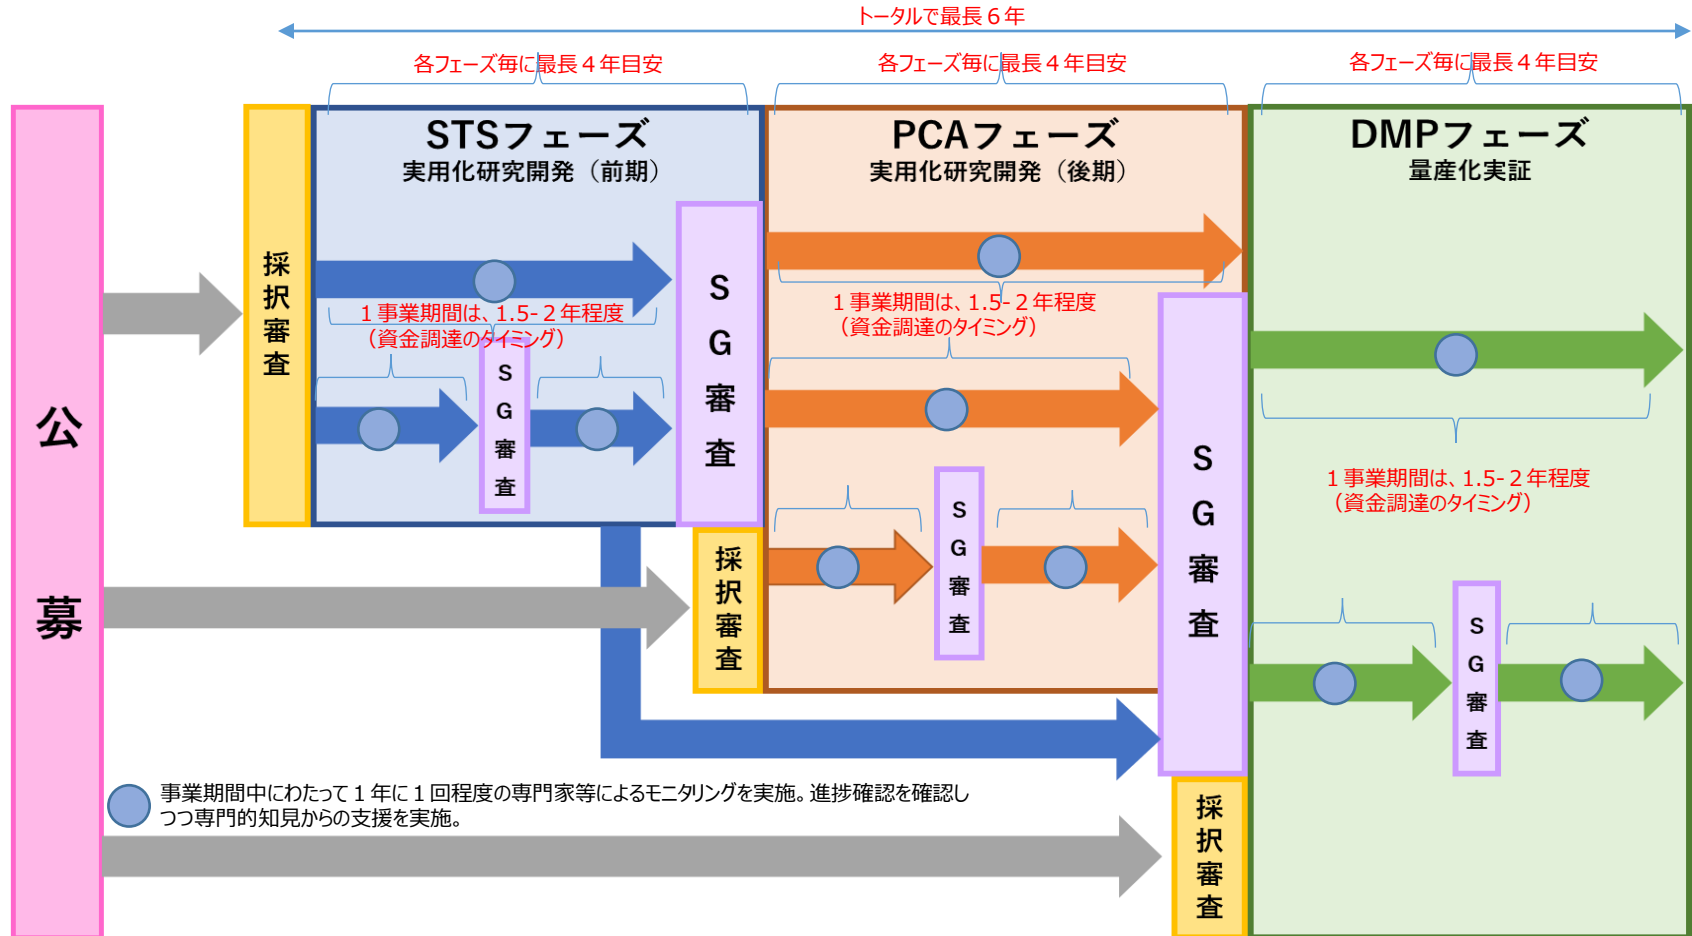 トータルで最長６年
各フェーズ毎に最長４年目安
各フェーズ毎に最長４年目安
各フェーズ毎に最長４年目安
公募
採択審査
STSフェーズ
実用化研究開発（前期）
１事業期間は、1.5-２年程度
（資金調達のタイミング）
SG審査
SG審査
採択審査
PCAフェーズ
実用化研究開発（後期）
１事業期間は、1.5-２年程度
（資金調達のタイミング）
SG審査
SG審査
採択審査
DMPフェーズ
量産化実証
１事業期間は、1.5-２年程度
（資金調達のタイミング）
SG審査
事業期間中にわたって１年に１回程度の専門家等によるモニタリングを実施。進捗確認を確認し
つつ専門的知見からの支援を実施。